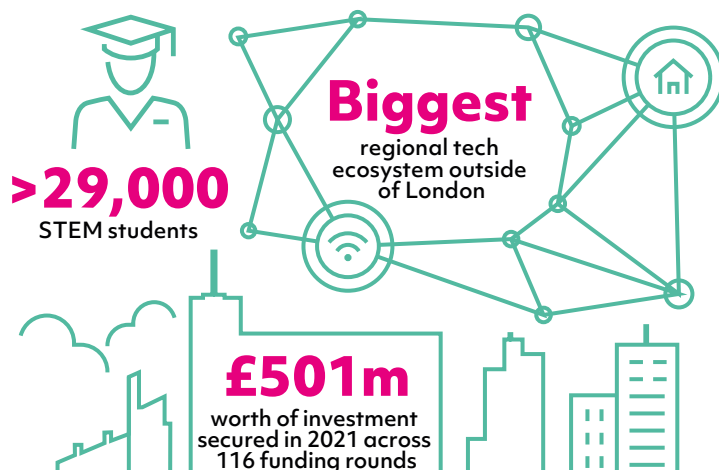 >29,000
STEM students
Biggest
regional tech
ecosystem outside
of London
£501m
worth of investment
secured in 2021 across
116 funding rounds